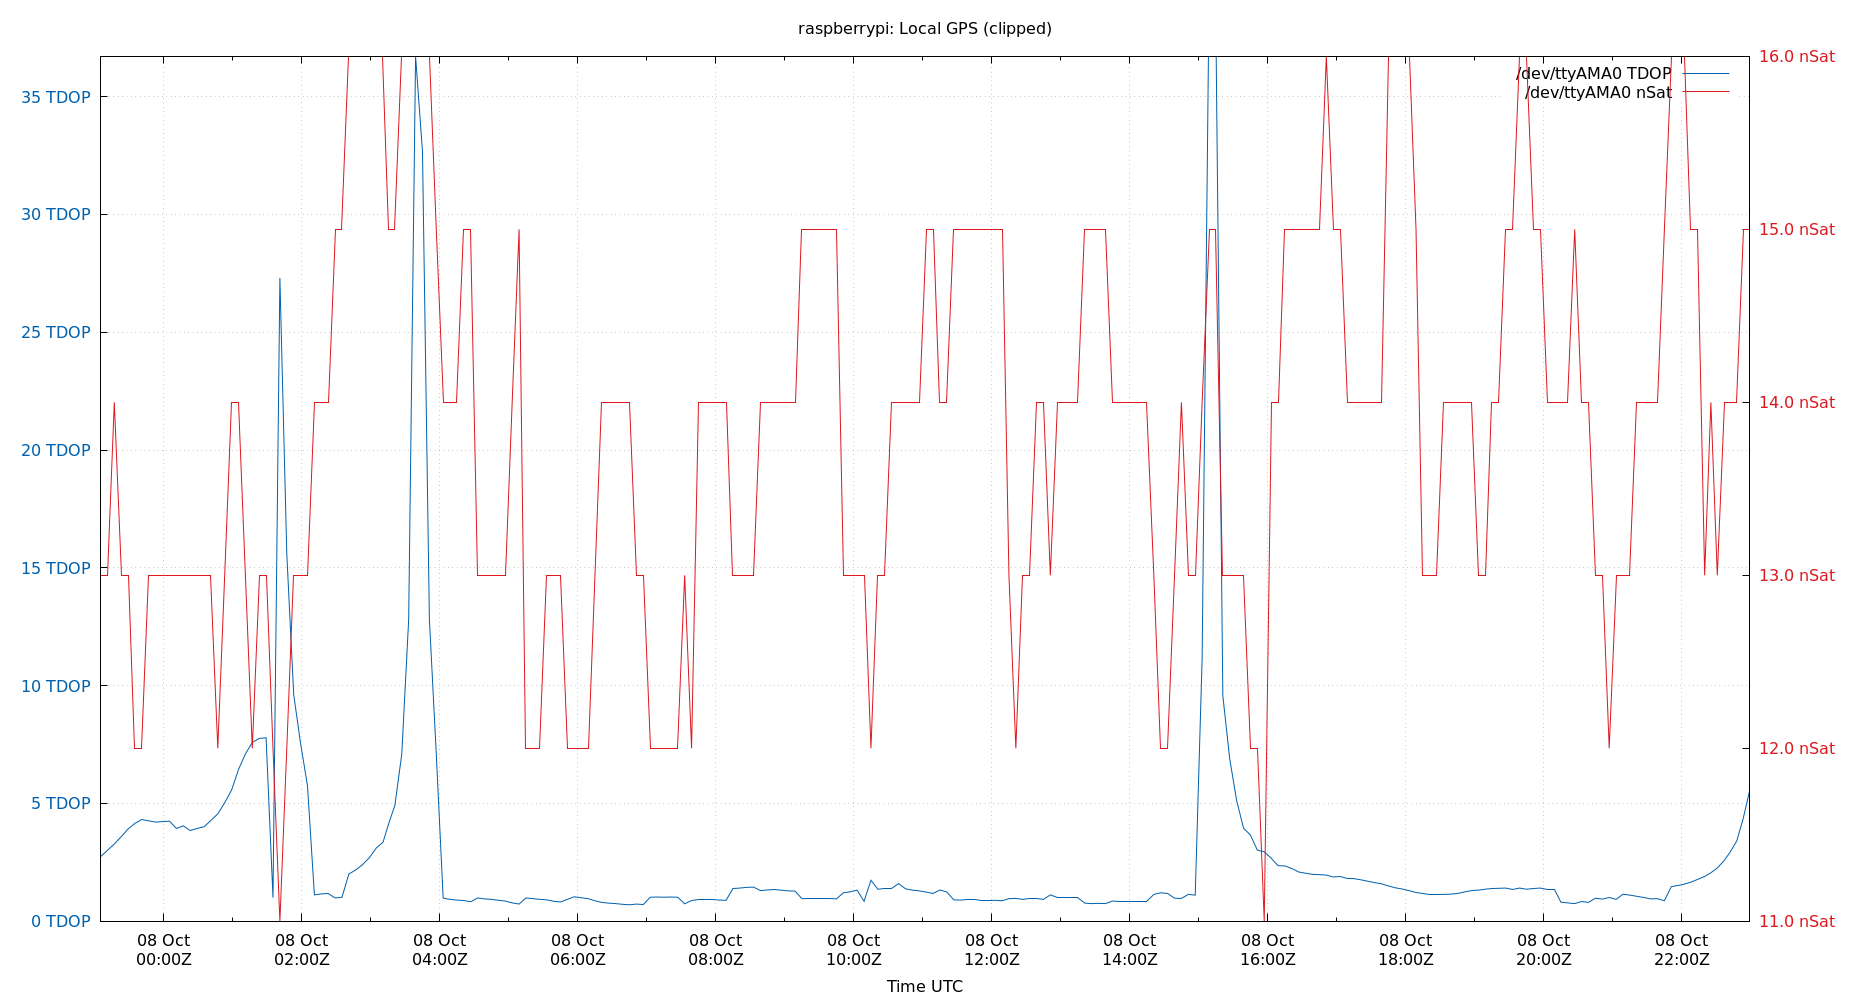 raspberrypi: Local GPS (clipped)
/dev/ttyAMA0 TDOP
/dev/ttyAMA0 nSat
35 TDOP
30 TDOP
25 TDOP
20 TDOP
15 TDOP
10 TDOP
5 TDOP
0 TDOP
16.0 nSat
15.0 nSat
14.0 nSat
13.0 nSat
12.0 nSat
11.0 nSat
08 Oct
00:00Z
08 Oct
02:00Z
08 Oct
04:00Z
08 Oct
06:00Z
08 Oct
08:00Z
08 Oct
10:00Z
08 Oct
12:00Z
08 Oct
14:00Z
08 Oct
16:00Z
08 Oct
18:00Z
08 Oct
20:00Z
08 Oct
22:00Z
Time UTC